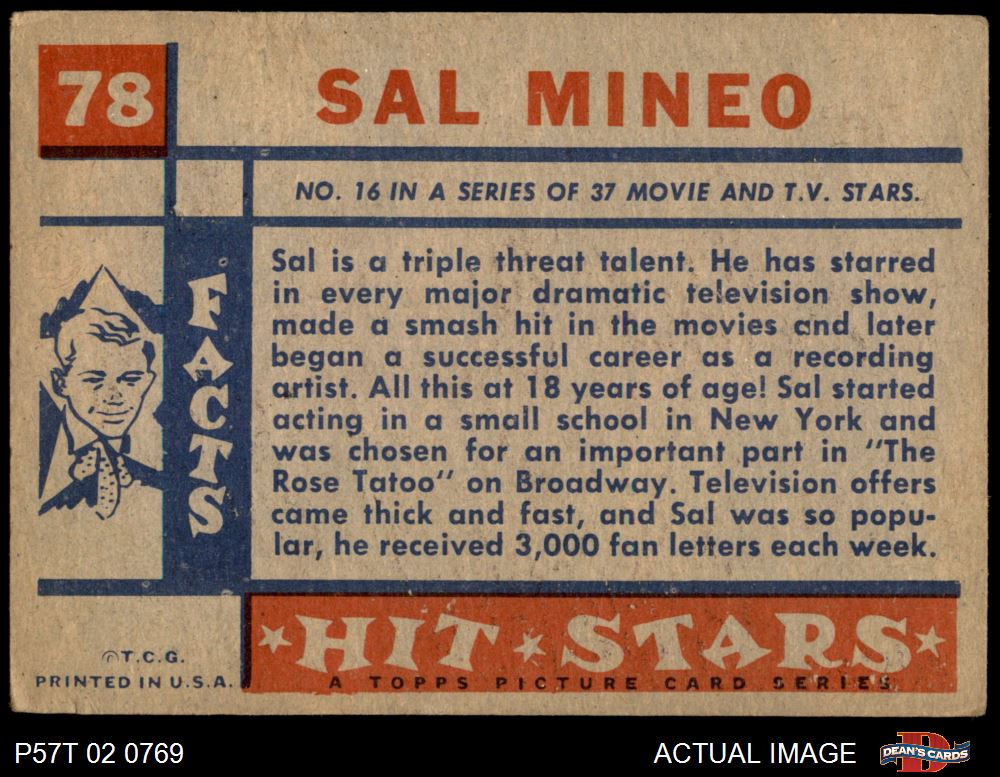 78
SAL MINEO
NO. 16 IN A SERIES OF 37 MOVIE AND T.V. STARS.
FACTS
Sal is a triple threat talent. He has starred
in every major dramatic television show,
made a smash hit in the movies and later
began a successful career as a recording
artist. All this at 18 years of age! Sal started
acting in a small school in New York and
was chosen for an important part in "The
Rose Tatoo" on Broadway. Television offers
came thick and fast, and Sal was so popu-
lar, he received 3,000 fan letters each week.
©T.C.G.
PRINTED IN U.S.A.
★HIT★STARS★
A TOPPS PICTURE CARD SERIES
P57T 02 0769
ACTUAL IMAGE
DEAN'S CARDS